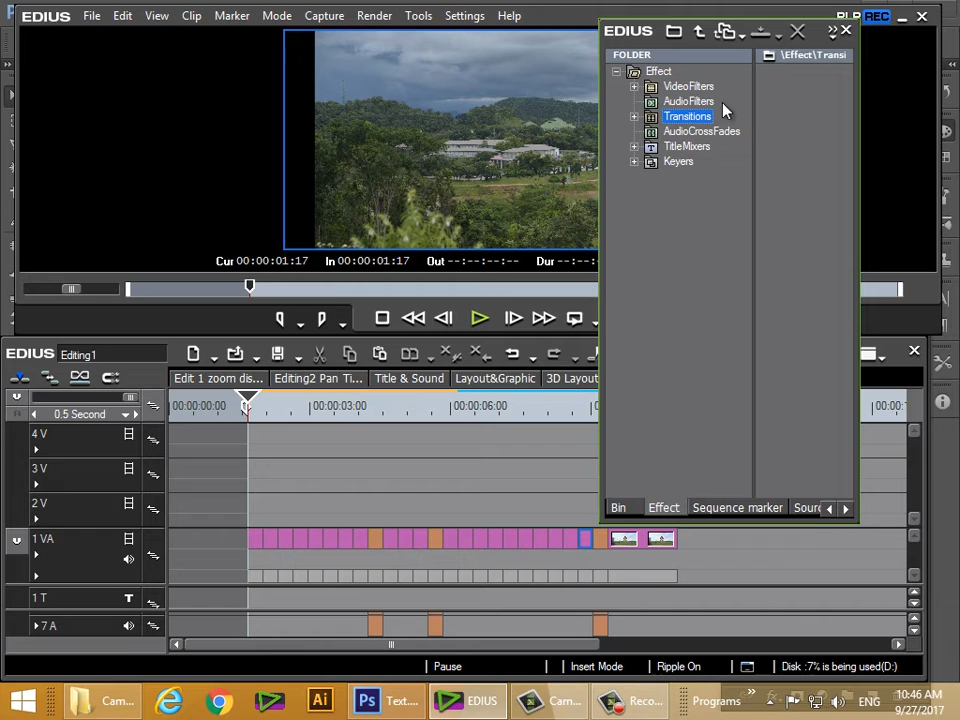 EDIUS File Edit View Clip Marker Mode Capture Render Tools Settings Help PLR REC
EDIUS
FOLDER
\Effect\Transi
Effect
VideoFilters
AudioFilters
Transitions
AudioCrossFades
TitleMixers
Keyers
Cur 00:00:01:17 In 00:00:01:17 Out --:--:--:-- Dur --:--
Bin Effect Sequence marker Sourc
EDIUS Editing1
Edit 1 zoom dis... Editing2 Pan Ti... Title & Sound Layout&Graphic 3D Layout
0.5 Second
00:00:00:00 00:00:03:00 00:00:06:00
4 V
3 V
2 V
1 VA
1 T T
7 A
Pause Insert Mode Ripple On Disk :7% is being used(D:)
Cam... Ai Ps Text.... EDIUS Cam... Reco... Programs ENG
10:46 AM
9/27/2017